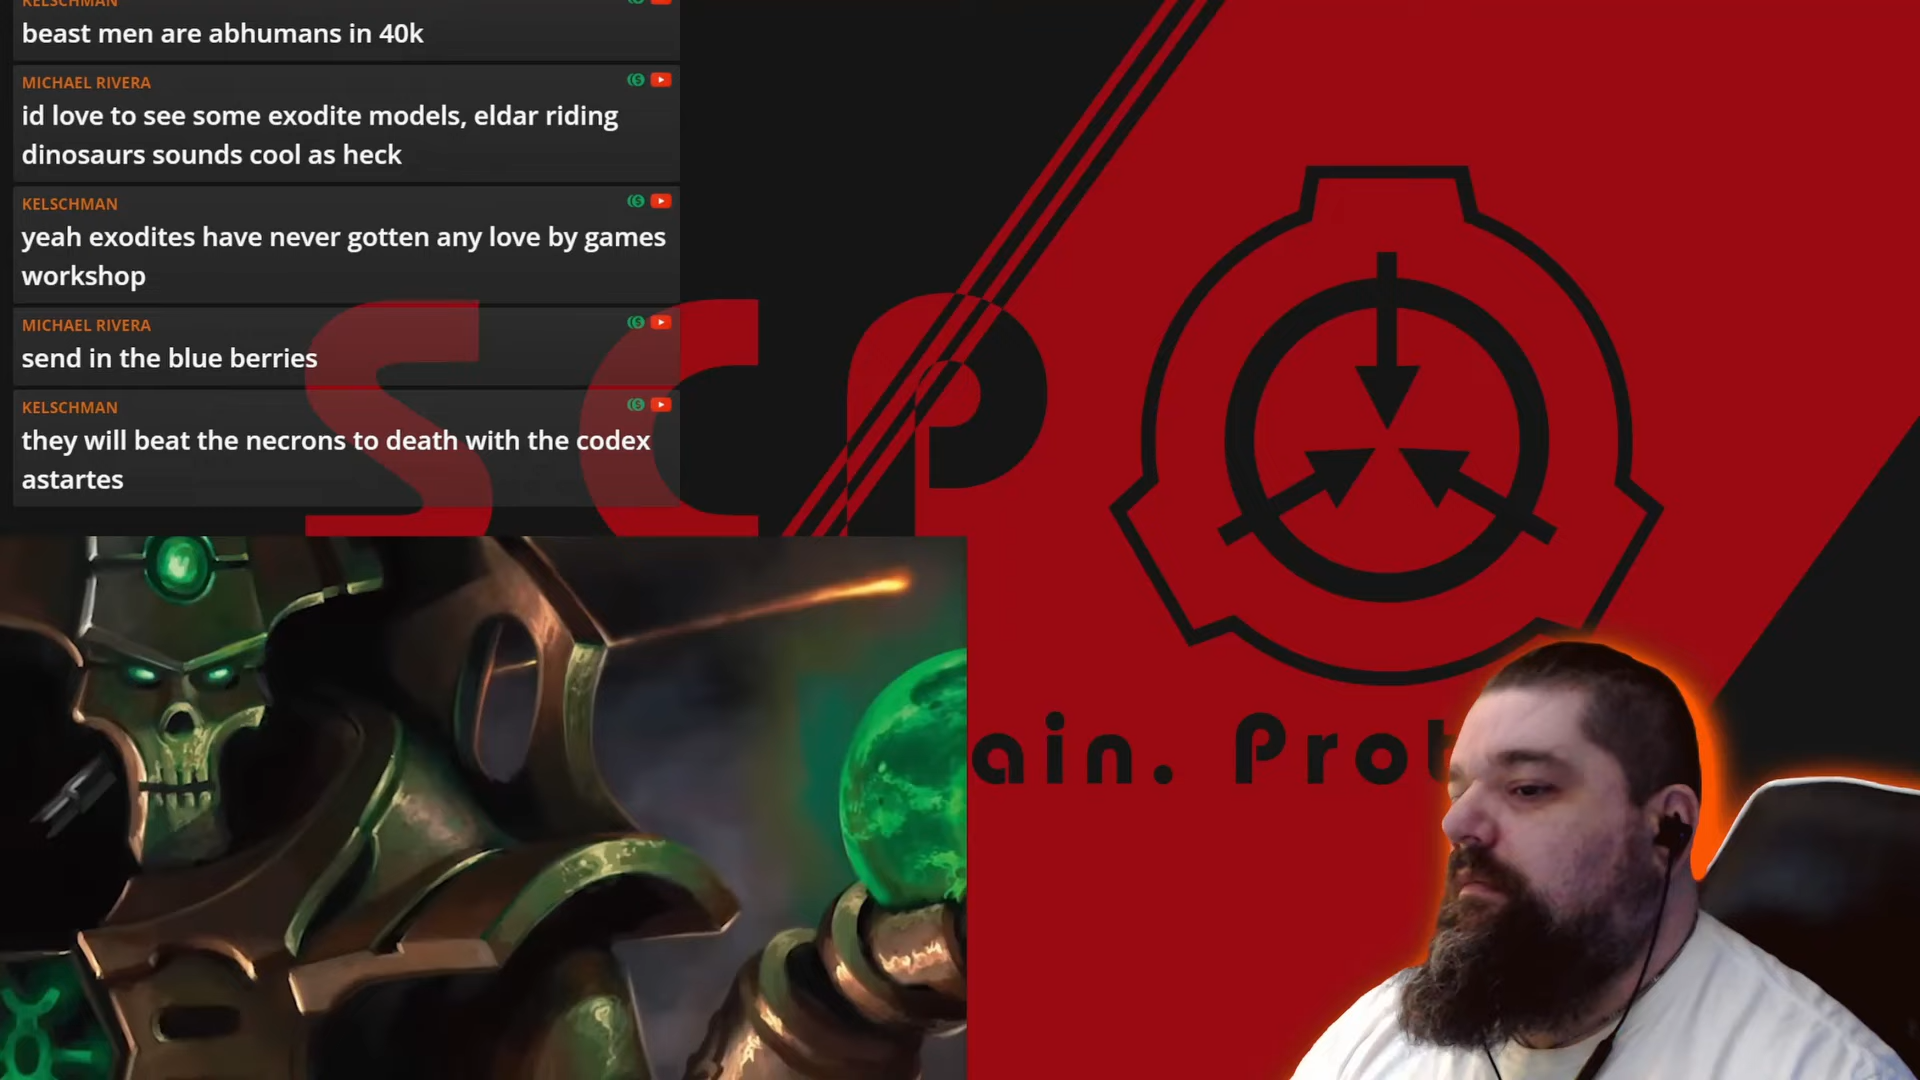 KELSCHMAN
beast men are abhumans in 40k
MICHAEL RIVERA
id love to see some exodite models, eldar riding
dinosaurs sounds cool as heck
KELSCHMAN
yeah exodites have never gotten any love by games
workshop
MICHAEL RIVERA
send in the blue berries
KELSCHMAN
they will beat the necrons to death with the codex
astartes
SCP
ain. Prot